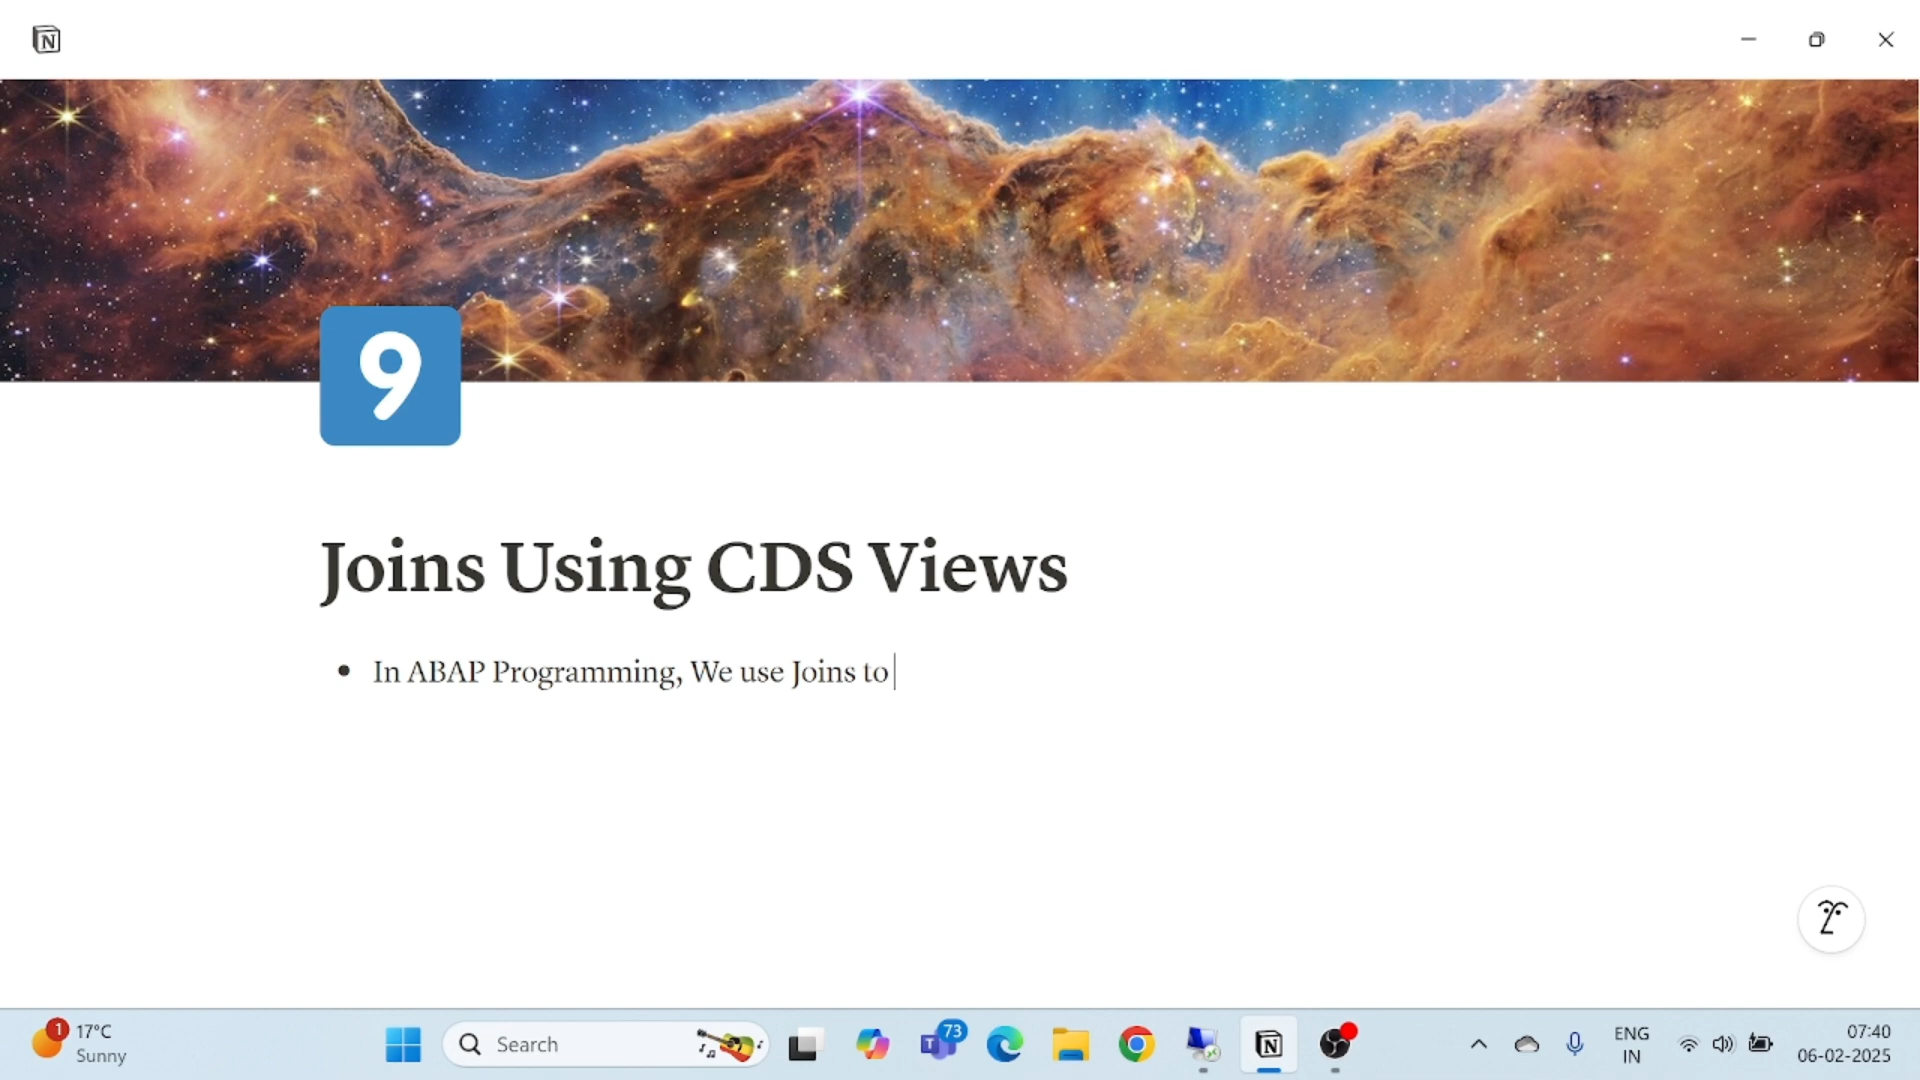 N
9
Joins Using CDS Views
• In ABAP Programming, We use Joins to
1
17°C
Sunny
Search
T
73
N
ENG
IN
07:40
06-02-2025